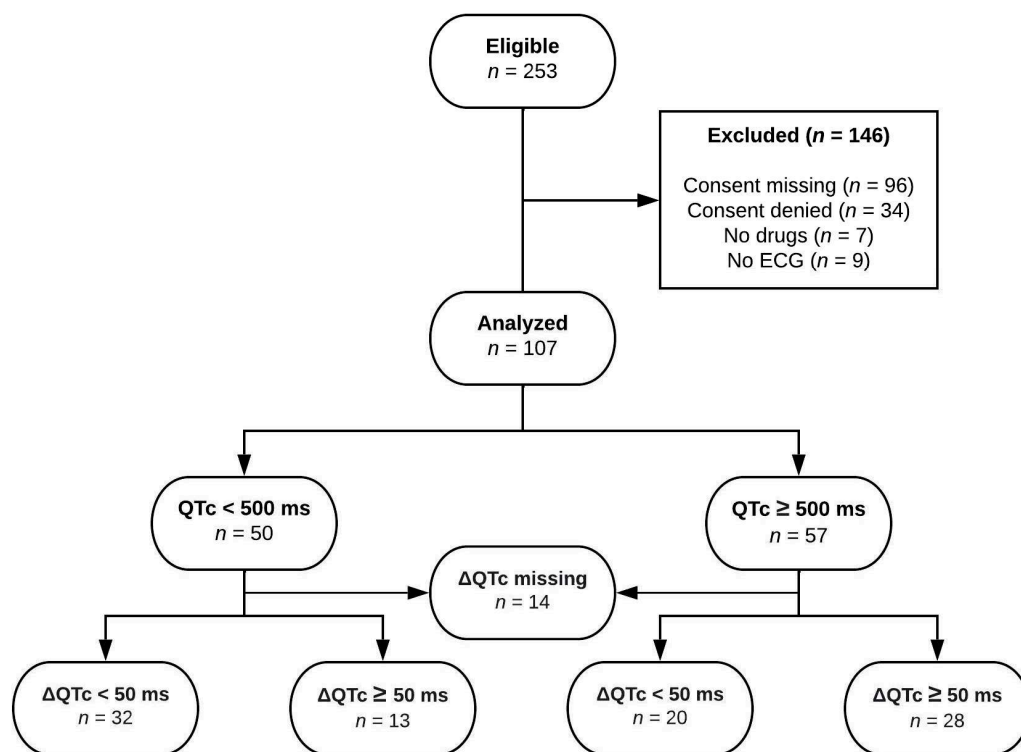 Eligible
n = 253
Excluded (n = 146)
Consent missing (n = 96)
Consent denied (n = 34)
No drugs (n = 7)
No ECG (n = 9)
Analyzed
n = 107
QTc < 500 ms
n = 50
QTc ≥ 500 ms
n = 57
ΔQTc missing
n = 14
ΔQTc < 50 ms
n = 32
ΔQTc ≥ 50 ms
n = 13
ΔQTc < 50 ms
n = 20
ΔQTc ≥ 50 ms
n = 28